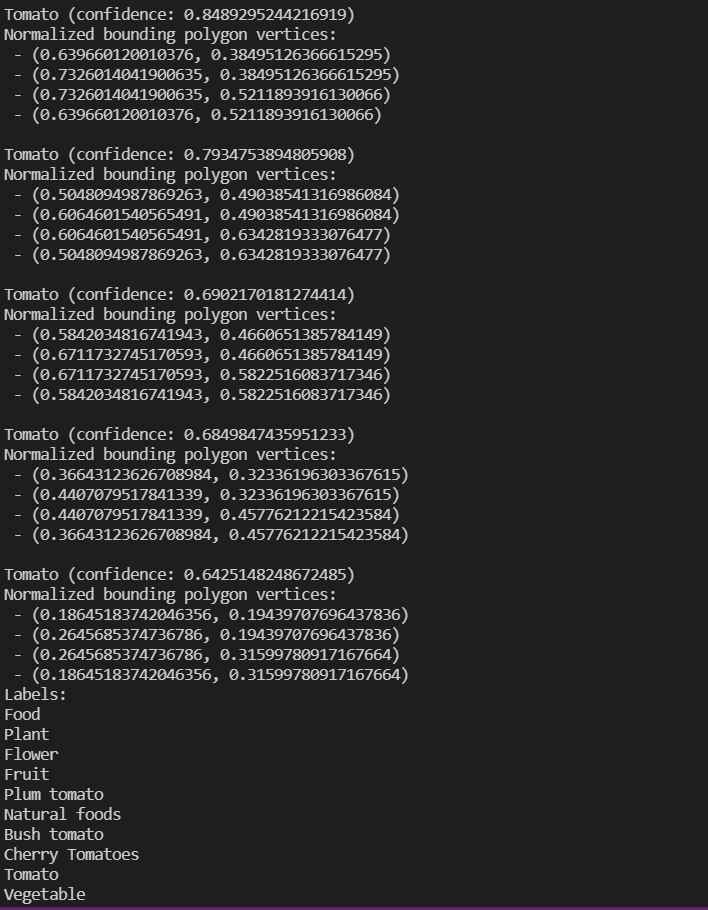 Tomato (confidence: 0.8489295244216919)
Normalized bounding polygon vertices:
- (0.639660120010376, 0.38495126366615295)
- (0.7326014041900635, 0.38495126366615295)
- (0.7326014041900635, 0.5211893916130066)
- (0.639660120010376, 0.5211893916130066)
Tomato (confidence: 0.7934753894805908)
Normalized bounding polygon vertices:
- (0.5048094987869263, 0.49038541316986084)
- (0.6064601540565491, 0.49038541316986084)
- (0.6064601540565491, 0.6342819333076477)
- (0.5048094987869263, 0.6342819333076477)
Tomato (confidence: 0.6902170181274414)
Normalized bounding polygon vertices:
- (0.5842034816741943, 0.4660651385784149)
- (0.6711732745170593, 0.4660651385784149)
- (0.6711732745170593, 0.5822516083717346)
- (0.5842034816741943, 0.5822516083717346)
Tomato (confidence: 0.6849847435951233)
Normalized bounding polygon vertices:
- (0.36643123626708984, 0.32336196303367615)
- (0.4407079517841339, 0.32336196303367615)
- (0.4407079517841339, 0.45776212215423584)
- (0.36643123626708984, 0.45776212215423584)
Tomato (confidence: 0.6425148248672485)
Normalized bounding polygon vertices:
- (0.18645183742046356, 0.19439707696437836)
- (0.2645685374736786, 0.19439707696437836)
- (0.2645685374736786, 0.31599780917167664)
- (0.18645183742046356, 0.31599780917167664)
Labels:
Food
Plant
Flower
Fruit
Plum tomato
Natural foods
Bush tomato
Cherry Tomatoes
Tomato
Vegetable